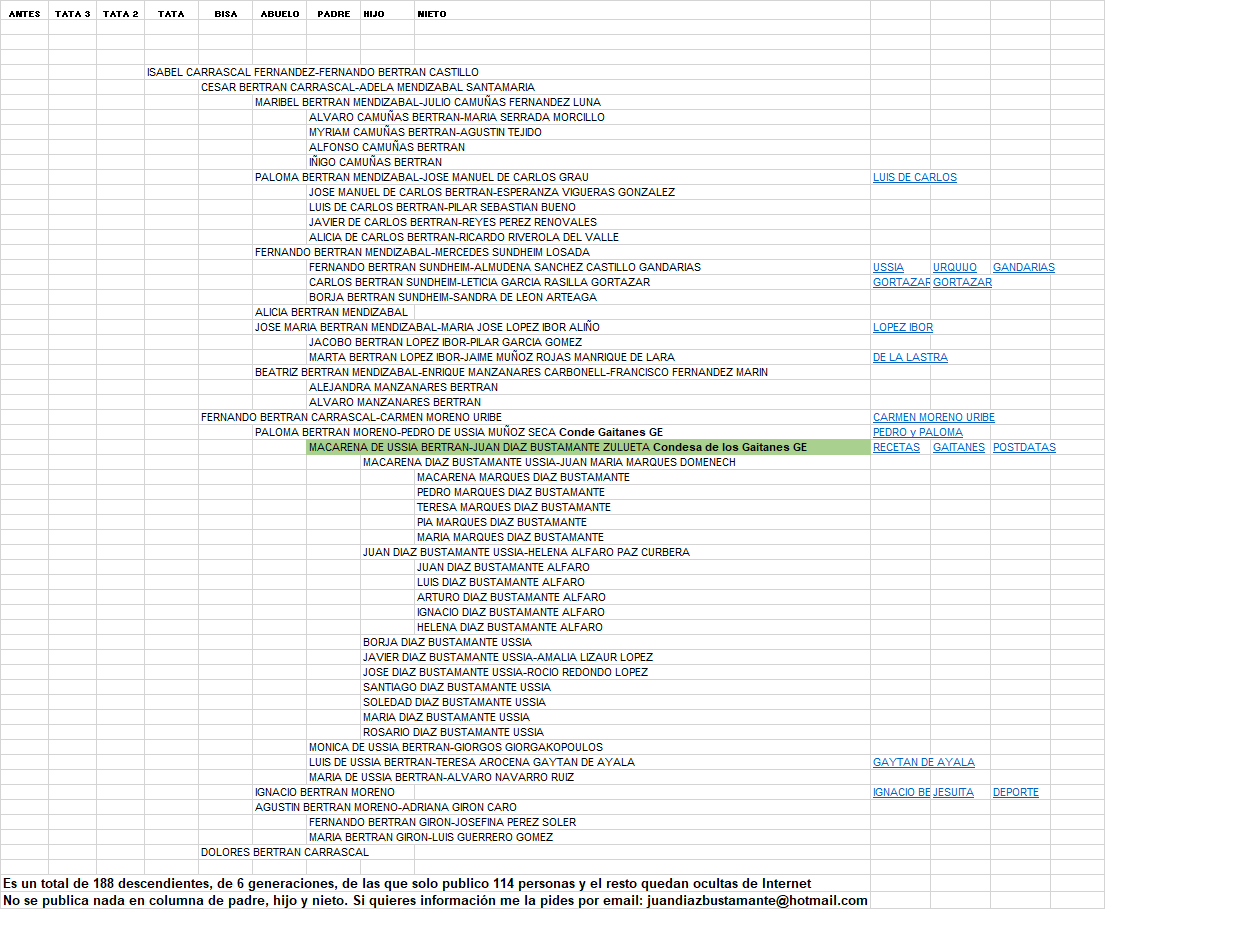 ANTES TATA 3 TATA 2 TATA BISA ABUELO PADRE HIJO NIETO
ISABEL CARRASCAL FERNANDEZ-FERNANDO BERTRAN CASTILLO
CESAR BERTRAN CARRASCAL-ADELA MENDIZABAL SANTAMARIA
MARIBEL BERTRAN MENDIZABAL-JULIO CAMUÑAS FERNANDEZ LUNA
ALVARO CAMUÑAS BERTRAN-MARIA SERRADA MORCILLO
MYRIAM CAMUÑAS BERTRAN-AGUSTIN TEJIDO
ALFONSO CAMUÑAS BERTRAN
IÑIGO CAMUÑAS BERTRAN
PALOMA BERTRAN MENDIZABAL-JOSE MANUEL DE CARLOS GRAU LUIS DE CARLOS
JOSE MANUEL DE CARLOS BERTRAN-ESPERANZA VIGUERAS GONZALEZ
LUIS DE CARLOS BERTRAN-PILAR SEBASTIAN BUENO
JAVIER DE CARLOS BERTRAN-REYES PEREZ RENOVALES
ALICIA DE CARLOS BERTRAN-RICARDO RIVEROLA DEL VALLE
FERNANDO BERTRAN MENDIZABAL-MERCEDES SUNDHEIM LOSADA
FERNANDO BERTRAN SUNDHEIM-ALMUDENA SANCHEZ CASTILLO GANDARIAS USSIA URQUIJO GANDARIAS
CARLOS BERTRAN SUNDHEIM-LETICIA GARCIA RASILLA GORTAZAR GORTAZAR GORTAZAR
BORJA BERTRAN SUNDHEIM-SANDRA DE LEON ARTEAGA
ALICIA BERTRAN MENDIZABAL
JOSE MARIA BERTRAN MENDIZABAL-MARIA JOSE LOPEZ IBOR ALIÑO LOPEZ IBOR
JACOBO BERTRAN LOPEZ IBOR-PILAR GARCIA GOMEZ
MARTA BERTRAN LOPEZ IBOR-JAIME MUÑOZ ROJAS MANRIQUE DE LARA DE LA LASTRA
BEATRIZ BERTRAN MENDIZABAL-ENRIQUE MANZANARES CARBONELL-FRANCISCO FERNANDEZ MARIN
ALEJANDRA MANZANARES BERTRAN
ALVARO MANZANARES BERTRAN
FERNANDO BERTRAN CARRASCAL-CARMEN MORENO URIBE CARMEN MORENO URIBE
PALOMA BERTRAN MORENO-PEDRO DE USSIA MUÑOZ SECA Conde Gaitanes GE PEDRO y PALOMA
MACARENA DE USSIA BERTRAN-JUAN DIAZ BUSTAMANTE ZULUETA Condesa de los Gaitanes GE RECETAS GAITANES POSTDATAS
MACARENA DIAZ BUSTAMANTE USSIA-JUAN MARIA MARQUES DOMENECH
MACARENA MARQUES DIAZ BUSTAMANTE
PEDRO MARQUES DIAZ BUSTAMANTE
TERESA MARQUES DIAZ BUSTAMANTE
PIA MARQUES DIAZ BUSTAMANTE
MARIA MARQUES DIAZ BUSTAMANTE
JUAN DIAZ BUSTAMANTE USSIA-HELENA ALFARO PAZ CURBERA
JUAN DIAZ BUSTAMANTE ALFARO
LUIS DIAZ BUSTAMANTE ALFARO
ARTURO DIAZ BUSTAMANTE ALFARO
IGNACIO DIAZ BUSTAMANTE ALFARO
HELENA DIAZ BUSTAMANTE ALFARO
BORJA DIAZ BUSTAMANTE USSIA
JAVIER DIAZ BUSTAMANTE USSIA-AMALIA LIZAUR LOPEZ
JOSE DIAZ BUSTAMANTE USSIA-ROCIO REDONDO LOPEZ
SANTIAGO DIAZ BUSTAMANTE USSIA
SOLEDAD DIAZ BUSTAMANTE USSIA
MARIA DIAZ BUSTAMANTE USSIA
ROSARIO DIAZ BUSTAMANTE USSIA
MONICA DE USSIA BERTRAN-GIORGOS GIORGAKOPOULOS
LUIS DE USSIA BERTRAN-TERESA AROCENA GAYTAN DE AYALA GAYTAN DE AYALA
MARIA DE USSIA BERTRAN-ALVARO NAVARRO RUIZ
IGNACIO BERTRAN MORENO IGNACIO BE JESUITA DEPORTE
AGUSTIN BERTRAN MORENO-ADRIANA GIRON CARO
FERNANDO BERTRAN GIRON-JOSEFINA PEREZ SOLER
MARIA BERTRAN GIRON-LUIS GUERRERO GOMEZ
DOLORES BERTRAN CARRASCAL
Es un total de 188 descendientes, de 6 generaciones, de las que solo publico 114 personas y el resto quedan ocultas de Internet
No se publica nada en columna de padre, hijo y nieto. Si quieres información me la pides por email: juandiazbustamante@hotmail.com